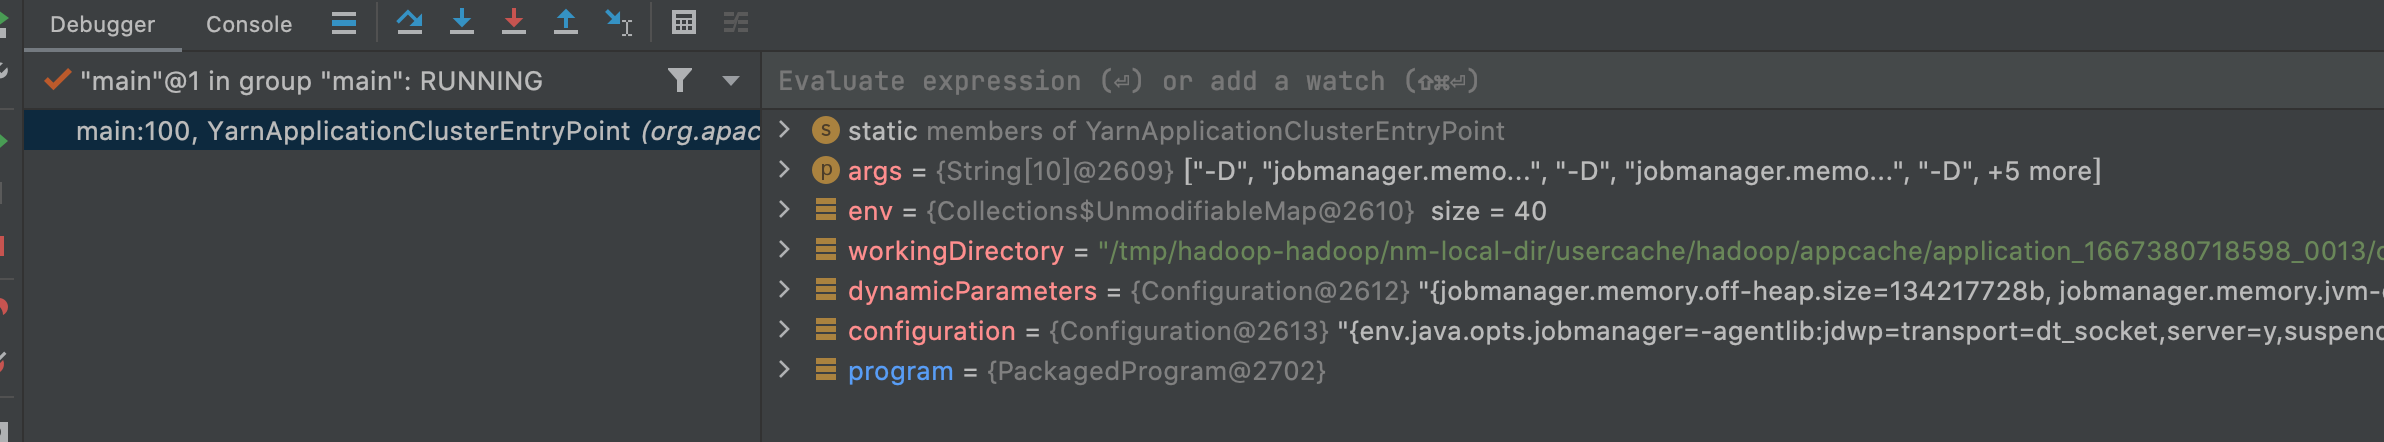 Debugger Console
"main"@1 in group "main": RUNNING
Evaluate expression (⏎) or add a watch (⇧⌘⏎)
main:100, YarnApplicationClusterEntryPoint (org.apac
s static members of YarnApplicationClusterEntryPoint
p args = {String[10]@2609} ["-D", "jobmanager.memo...", "-D", "jobmanager.memo...", "-D", +5 more]
env = {Collections$UnmodifiableMap@2610} size = 40
workingDirectory = "/tmp/hadoop-hadoop/nm-local-dir/usercache/hadoop/appcache/application_1667380718598_0013/c
dynamicParameters = {Configuration@2612} "{jobmanager.memory.off-heap.size=134217728b, jobmanager.memory.jvm-
configuration = {Configuration@2613} "{env.java.opts.jobmanager=-agentlib:jdwp=transport=dt_socket,server=y,suspend
program = {PackagedProgram@2702}